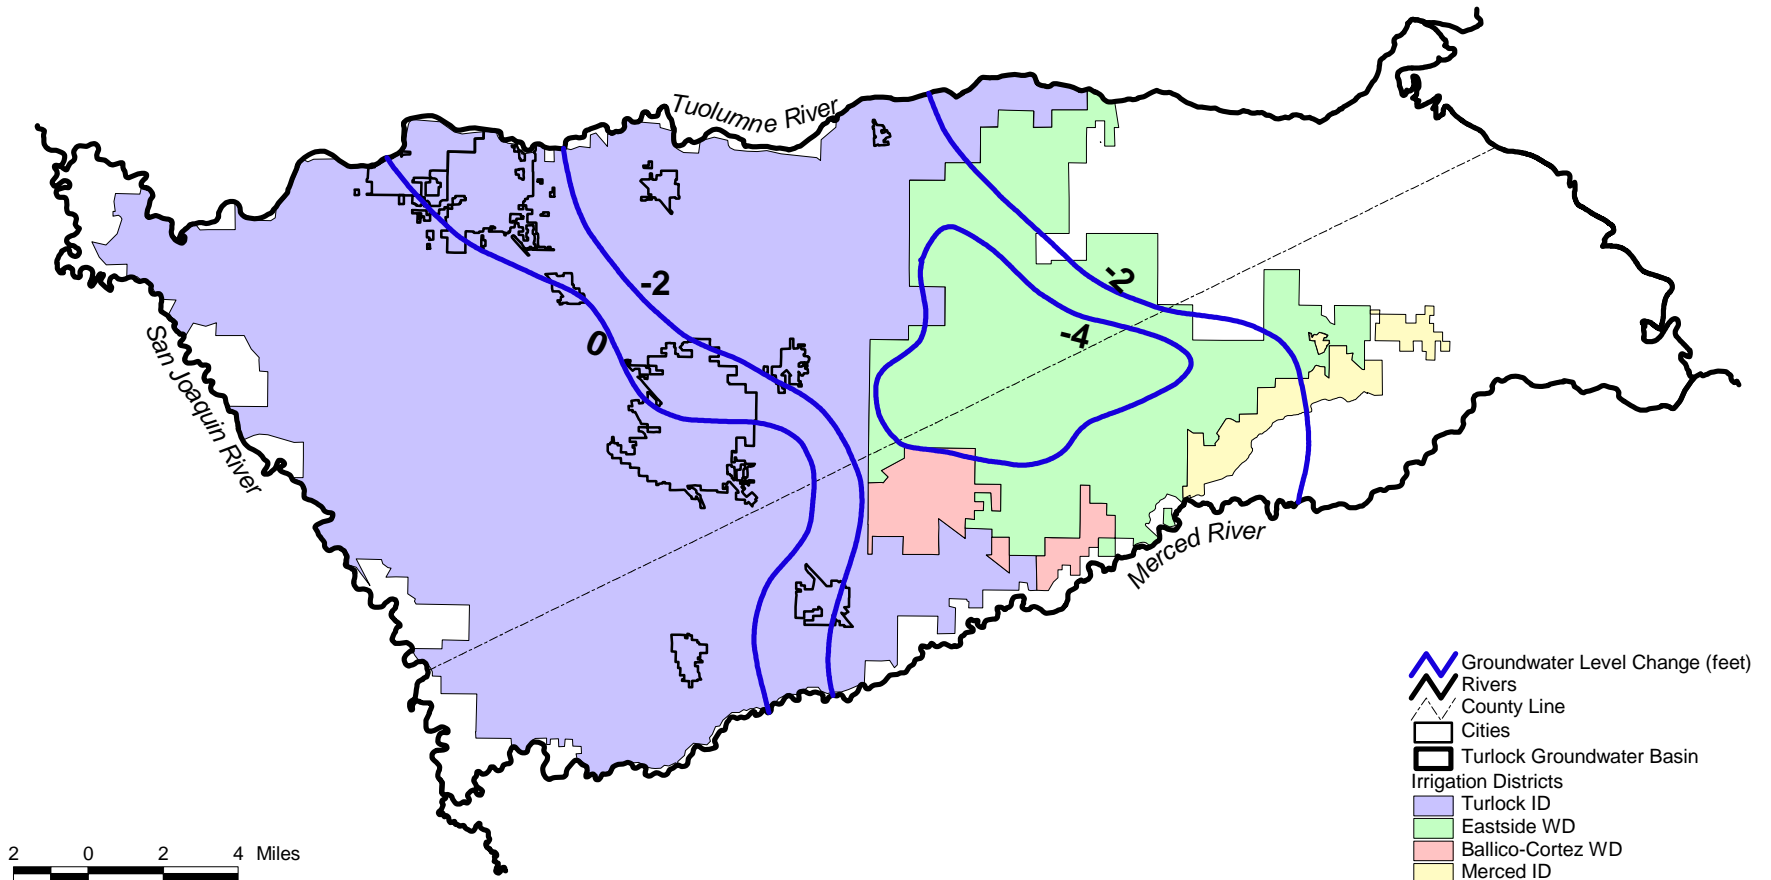 Tuolumne River
-2
-2
0
-4
San Joaquin River
Merced River
Groundwater Level Change (feet)
Rivers
County Line
Cities
Turlock Groundwater Basin
Irrigation Districts
Turlock ID
Eastside WD
Ballico-Cortez WD
Merced ID
2 0 2 4 Miles